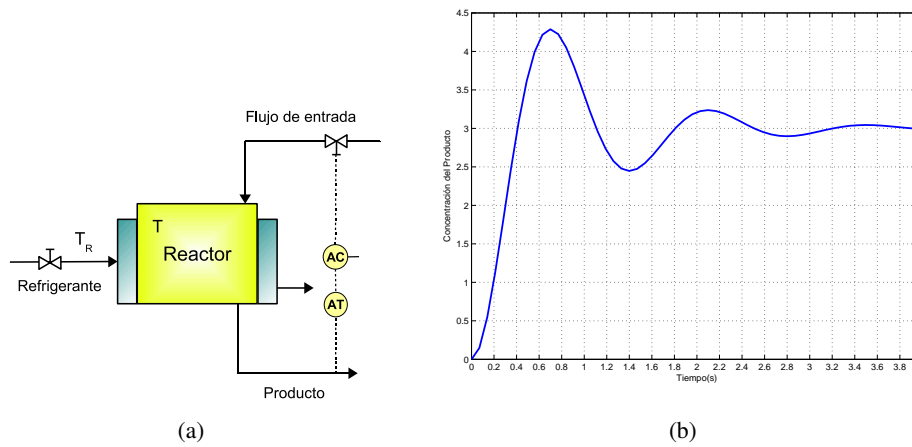 Flujo de entrada
T
T_R
Reactor
AC
Refrigerante
AT
Producto
(a)
Concentración del Producto
4.5
4
3.5
3
2.5
2
1.5
1
0.5
0
0 0.2 0.4 0.6 0.8 1 1.2 1.4 1.6 1.8 2 2.2 2.4 2.6 2.8 3 3.2 3.4 3.6 3.8
Tiempo(s)
(b)